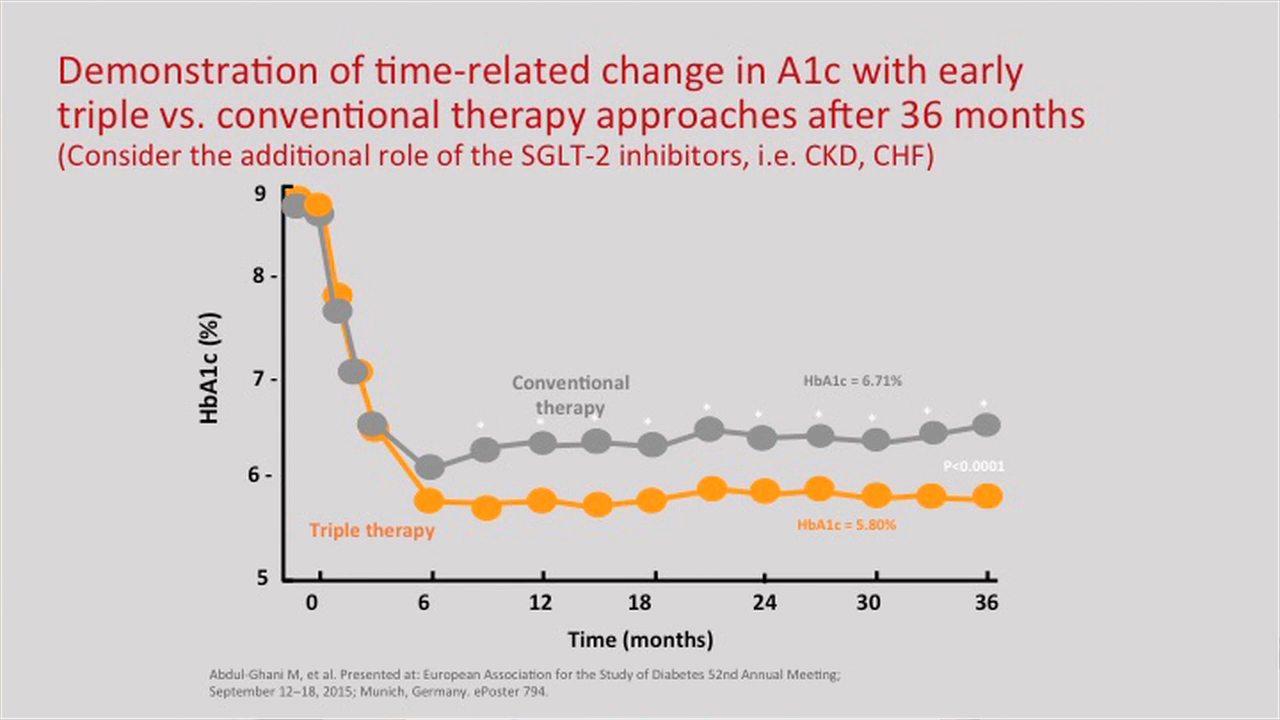 Demonstration of time-related change in A1c with early
triple vs. conventional therapy approaches after 36 months
(Consider the additional role of the SGLT-2 inhibitors, i.e. CKD, CHF)
9
8 -
7 -
6 -
5
HbA1c (%)
Conventional
therapy
HbA1c = 6.71%
P<0.0001
HbA1c = 5.80%
Triple therapy
0 6 12 18 24 30 36
Time (months)
Abdul-Ghani M, et al. Presented at: European Association for the Study of Diabetes 52nd Annual Meeting;
September 12–18, 2015; Munich, Germany. ePoster 794.